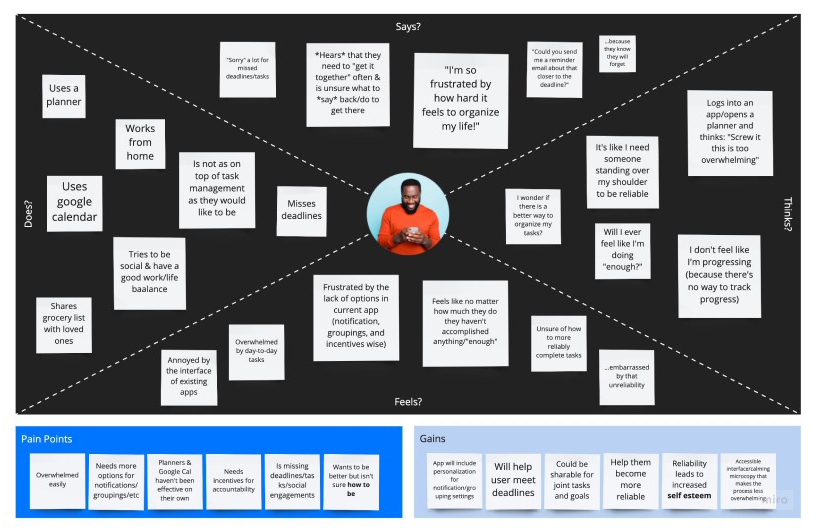 Says?
"Sorry" a lot for
missed
deadlines/tasks
*Hears* that they
need to "get it
together" often &
is unsure what to
*say* back/do to
get there
"I'm so
frustrated by
how hard it
feels to organize
my life!"
"Could you send
me a reminder
email about that
closer to the
deadline?"
...because
they know
they will
forget
Does?
Uses a
planner
Works
from
home
Uses
google
calendar
Is not as on
top of task
management
as they would
like to be
Misses
deadlines
Tries to be
social & have a
good work/life
baalance
Shares
grocery list
with loved
ones
Thinks?
Logs into an
app/opens a
planner and
thinks: "Screw it
this is too
overwhelming"
It's like I need
someone
standing over
my shoulder
to be reliable
I wonder if
there is a
better way to
organize my
tasks?
Will I ever
feel like I'm
doing
"enough?"
I don't feel like
I'm progressing
(because there's
no way to track
progress)
Feels?
Annoyed by
the interface
of existing
apps
Overwhelmed
by day-to-day
tasks
Frustrated by the
lack of options in
current app
(notification,
groupings, and
incentives wise)
Feels like no matter
how much they do
they haven't
accomplished
anything/"enough"
Unsure of how
to more
reliably
complete tasks
...embarrassed
by that
unreliability
Pain Points
Overwhelmed
easily
Needs more
options for
notifications/
groupings/etc
Planners &
Google Cal
haven't been
effective on
their own
Needs
incentives for
accountability
Is missing
deadlines/tas
ks/social
engagements
Wants to be
better but isn't
sure how to
be
Gains
App will include
personalization
for
notification/gro
uping settings
Will help
user meet
deadlines
Could be
sharable for
joint tasks
and goals
Help them
become
more
reliable
Reliability
leads to
increased
self esteem
Accessible
interface/calming
microcopy that
makes the
process less
overwhelming
miro